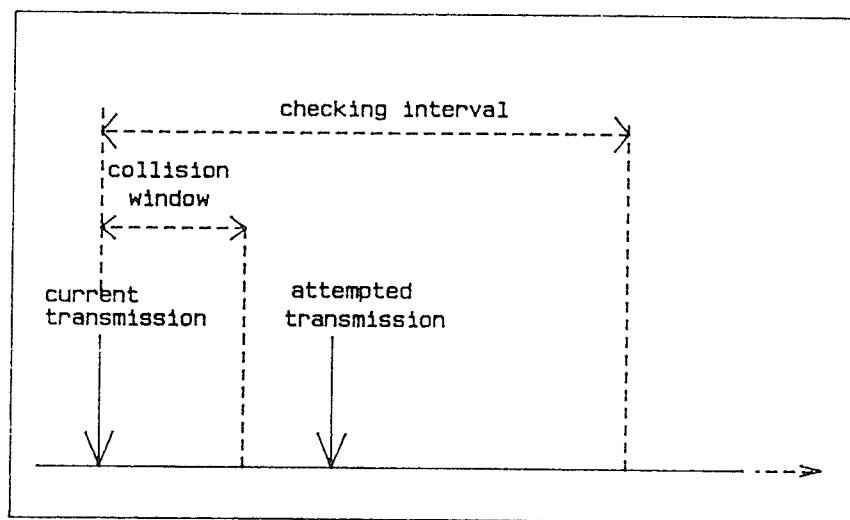 checking interval
collision
window
current
transmission
attempted
transmission